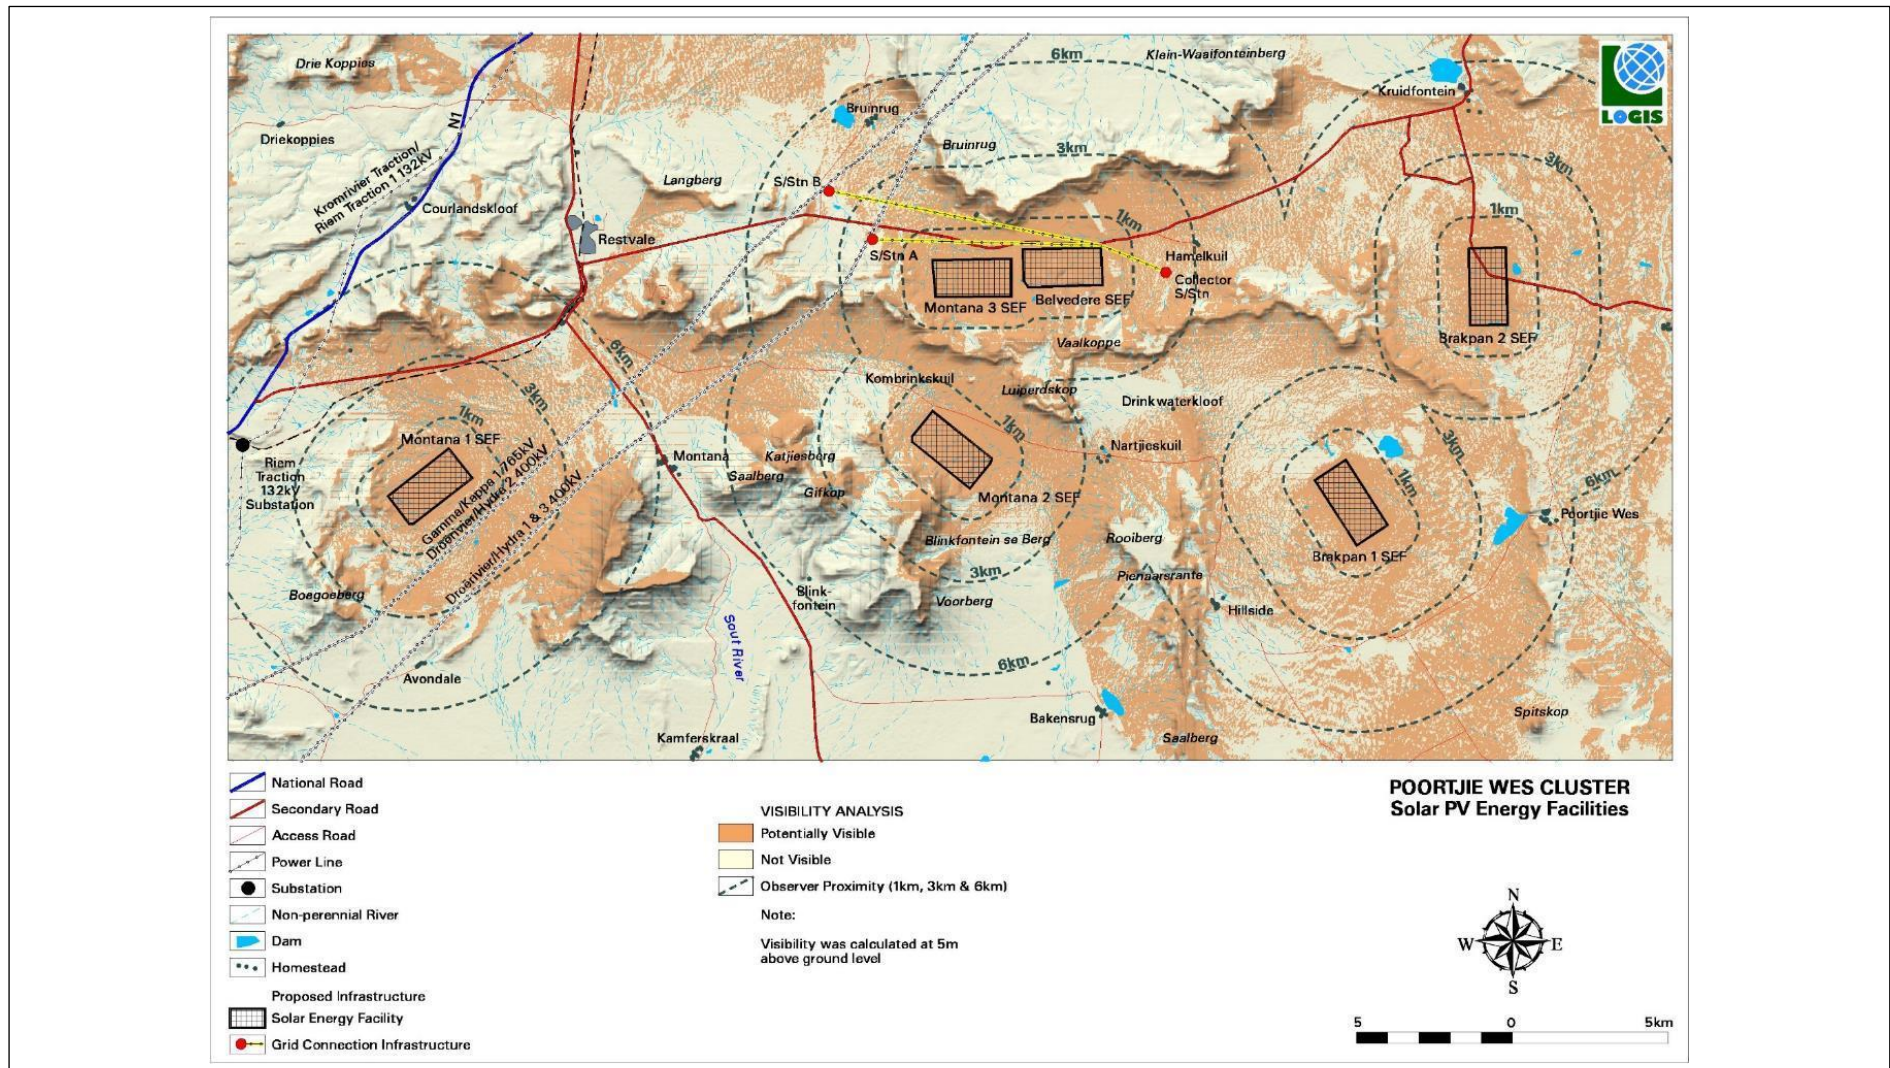 Drie Koppies
6km
Klein-Waaifonteinberg
LOGIS
Kruidfontein
N1
Bruinrug
Driekoppies
Bruinrug
3km
3km
Kromrivier Traction/
Riem Traction 1 132kV
Langberg
S/Stn B
Courlandskloof
1km
1km
Restvale
S/Stn A
Hamelkuil
Collector
S/Stn
Montana 3 SEF
Belvedere SEF
Brakpan 2 SEF
Vaalkoppe
6km
Kombrinkskuil
Luiperdskop
3km
Drinkwaterkloof
1km
1km
3km
Montana 1 SEF
Nartjieskuil
Montana
Katjiesberg
Saalberg
Gifkop
Riem
Traction
132kV
Substation
Gamma/Kappa 1 765kV
Droërivier/Hydra 2 400kV
Droërivier/Hydra 1 & 3 400kV
Montana 2 SEF
1km
6km
Poortjie Wes
Blinkfontein se Berg
Rooiberg
Brakpan 1 SEF
3km
Pienaarsrante
Boegoeberg
Blink-
fontein
Voorberg
Hillside
Sout River
6km
Avondale
Bakensrug
Spitskop
Kamferskraal
Saalberg
National Road
Secondary Road
Access Road
Power Line
Substation
Non-perennial River
Dam
Homestead
Proposed Infrastructure
Solar Energy Facility
Grid Connection Infrastructure
VISIBILITY ANALYSIS
Potentially Visible
Not Visible
Observer Proximity (1km, 3km & 6km)
Note:
Visibility was calculated at 5m
above ground level
POORTJIE WES CLUSTER
Solar PV Energy Facilities
N
W E
S
5 0 5km